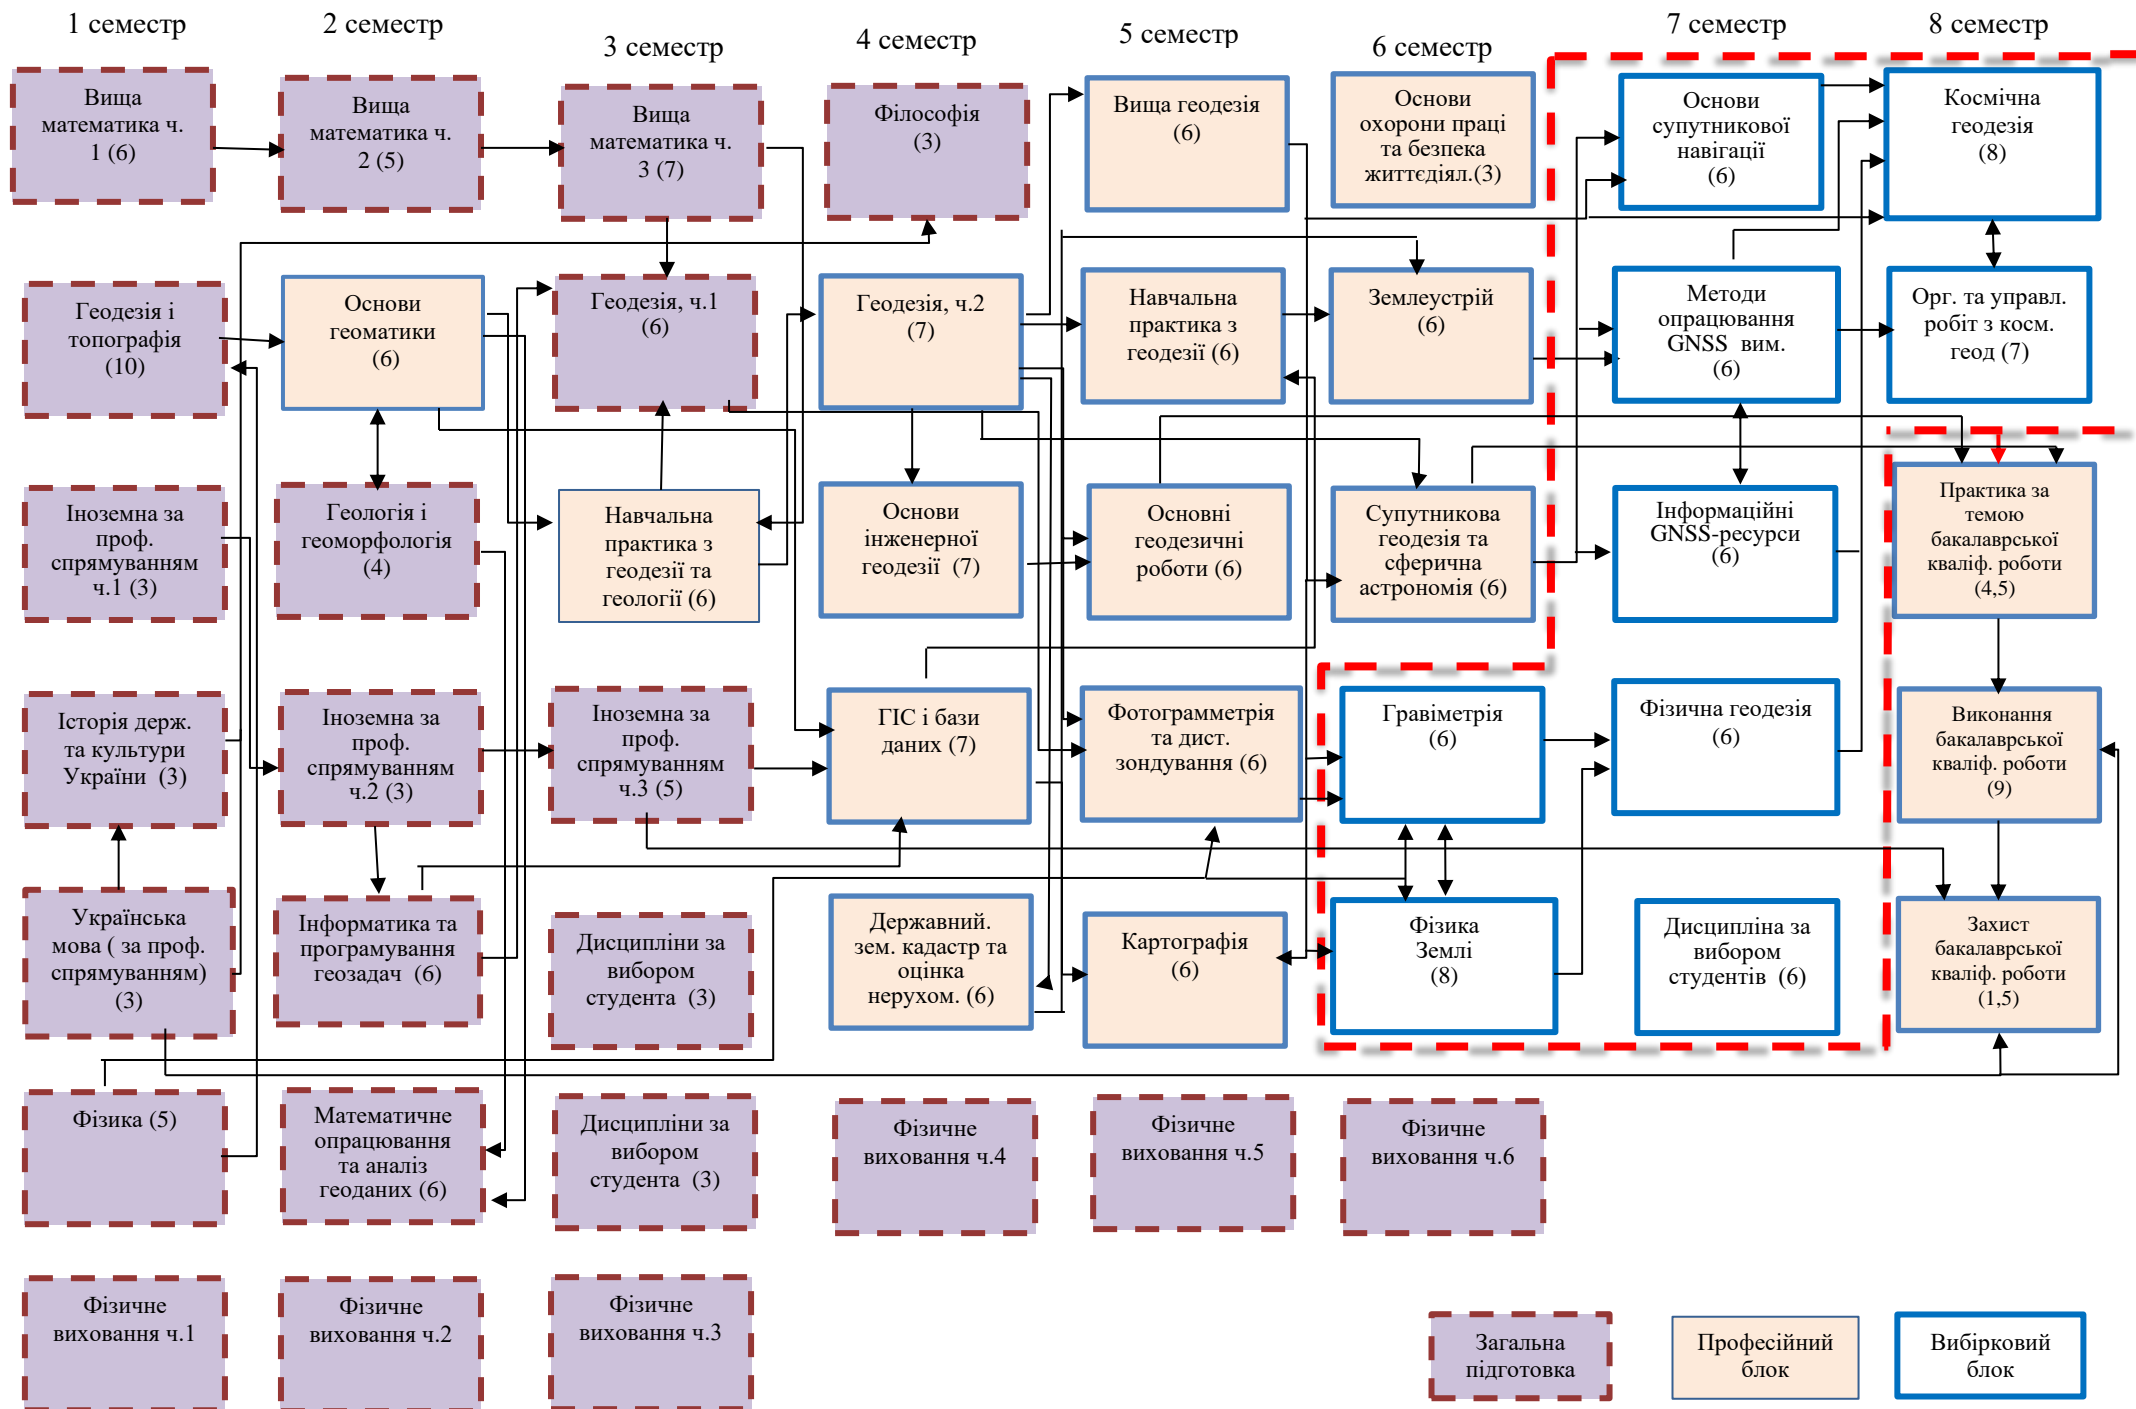 1 семестр
2 семестр
3 семестр
4 семестр
5 семестр
6 семестр
7 семестр
8 семестр
Вища
математика ч.
1 (6)
Вища
математика ч.
2 (5)
Вища
математика ч.
3 (7)
Філософія
(3)
Вища геодезія
(6)
Основи
охорони праці
та безпека
життєдіял.(3)
Основи
супутникової
навігації
(6)
Космічна
геодезія
(8)
Геодезія і
топографія
(10)
Основи
геоматики
(6)
Геодезія, ч.1
(6)
Геодезія, ч.2
(7)
Навчальна
практика з
геодезії (6)
Землеустрій
(6)
Методи
опрацювання
GNSS вим.
(6)
Орг. та управл.
робіт з косм.
геод (7)
Іноземна за
проф.
спрямуванням
ч.1 (3)
Геологія і
геоморфологія
(4)
Навчальна
практика з
геодезії та
геології (6)
Основи
інженерної
геодезії (7)
Основні
геодезичні
роботи (6)
Супутникова
геодезія та
сферична
астрономія (6)
Інформаційні
GNSS-ресурси
(6)
Практика за
темою
бакалаврської
кваліф. роботи
(4,5)
Історія держ.
та культури
України (3)
Іноземна за
проф.
спрямуванням
ч.2 (3)
Іноземна за
проф.
спрямуванням
ч.3 (5)
ГІС і бази
даних (7)
Фотограмметрія
та дист.
зондування (6)
Гравіметрія
(6)
Фізична геодезія
(6)
Виконання
бакалаврської
кваліф. роботи
(9)
Українська
мова ( за проф.
спрямуванням)
(3)
Інформатика та
програмування
геозадач (6)
Дисципліни за
вибором
студента (3)
Державний.
зем. кадастр та
оцінка
нерухом. (6)
Картографія
(6)
Фізика
Землі
(8)
Дисципліна за
вибором
студентів (6)
Захист
бакалаврської
кваліф. роботи
(1,5)
Фізика (5)
Математичне
опрацювання
та аналіз
геоданих (6)
Дисципліни за
вибором
студента (3)
Фізичне
виховання ч.4
Фізичне
виховання ч.5
Фізичне
виховання ч.6
Фізичне
виховання ч.1
Фізичне
виховання ч.2
Фізичне
виховання ч.3
Загальна
підготовка
Професійний
блок
Вибірковий
блок